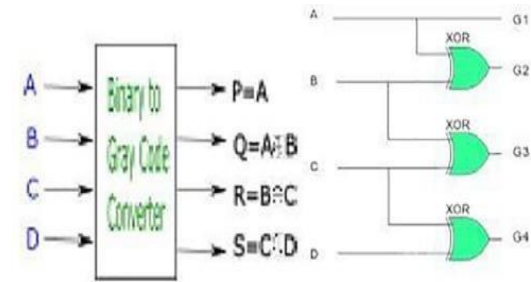 A
B
C
D
Binary to
Gray Code
Converter
P=A
Q=A⊕B
R=B⊕C
S=C⊕D
A
B
C
D
XOR
XOR
XOR
G1
G2
G3
G4